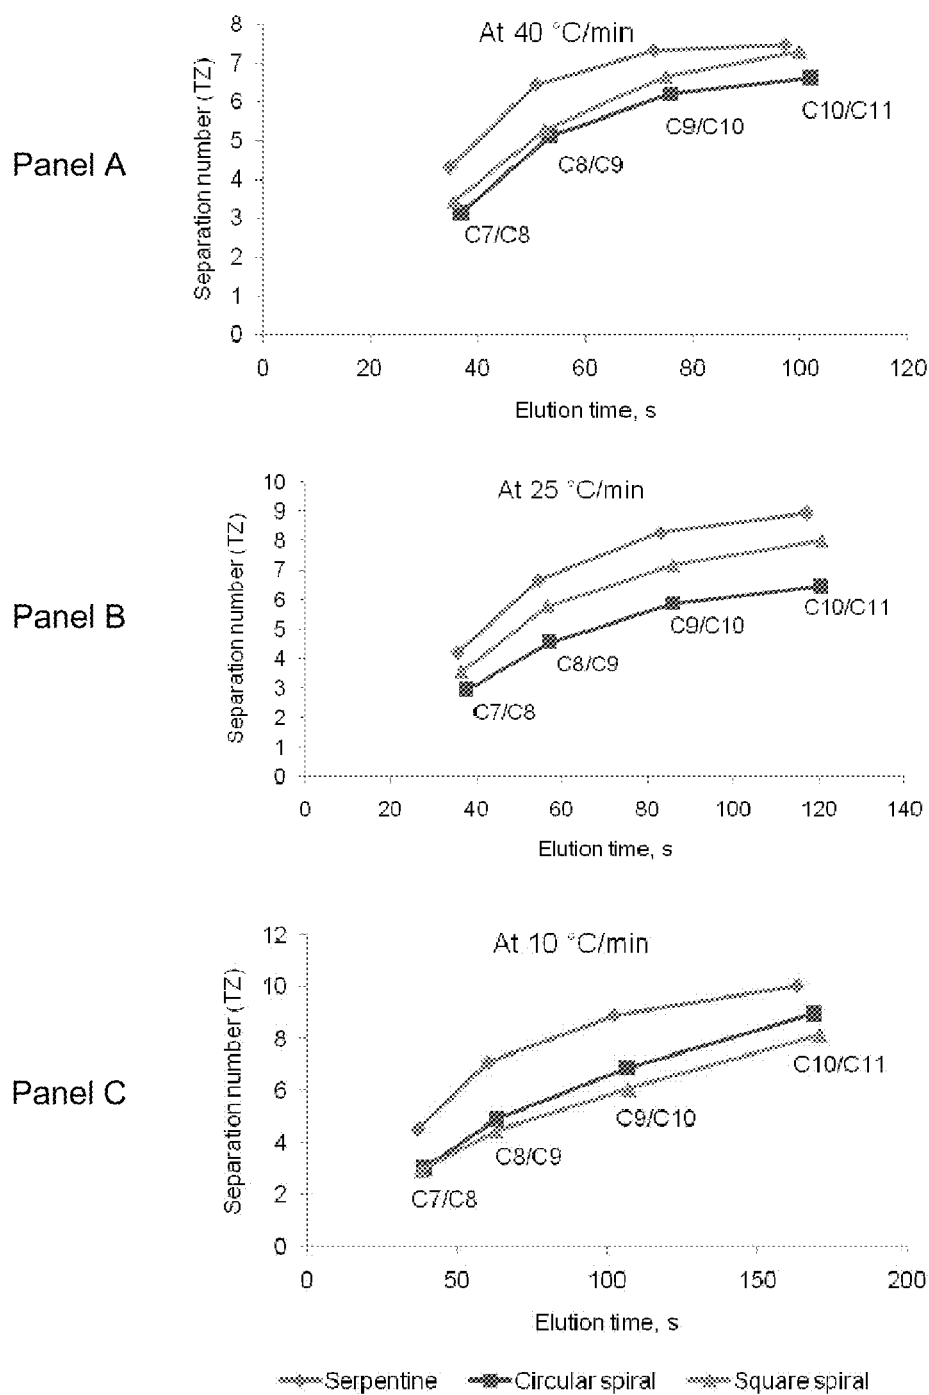 At 40 °C/min
8
7
6
5
4
3
2
1
0
Separation number (TZ)
Panel A
C7/C8
C8/C9
C9/C10
C10/C11
0 20 40 60 80 100 120
Elution time, s
At 25 °C/min
10
9
8
7
6
5
4
3
2
1
0
Separation number (TZ)
Panel B
C7/C8
C8/C9
C9/C10
C10/C11
0 20 40 60 80 100 120 140
Elution time, s
At 10 °C/min
12
10
8
6
4
2
0
Separation number (TZ)
Panel C
C7/C8
C8/C9
C9/C10
C10/C11
0 50 100 150 200
Elution time, s
Serpentine Circular spiral Square spiral